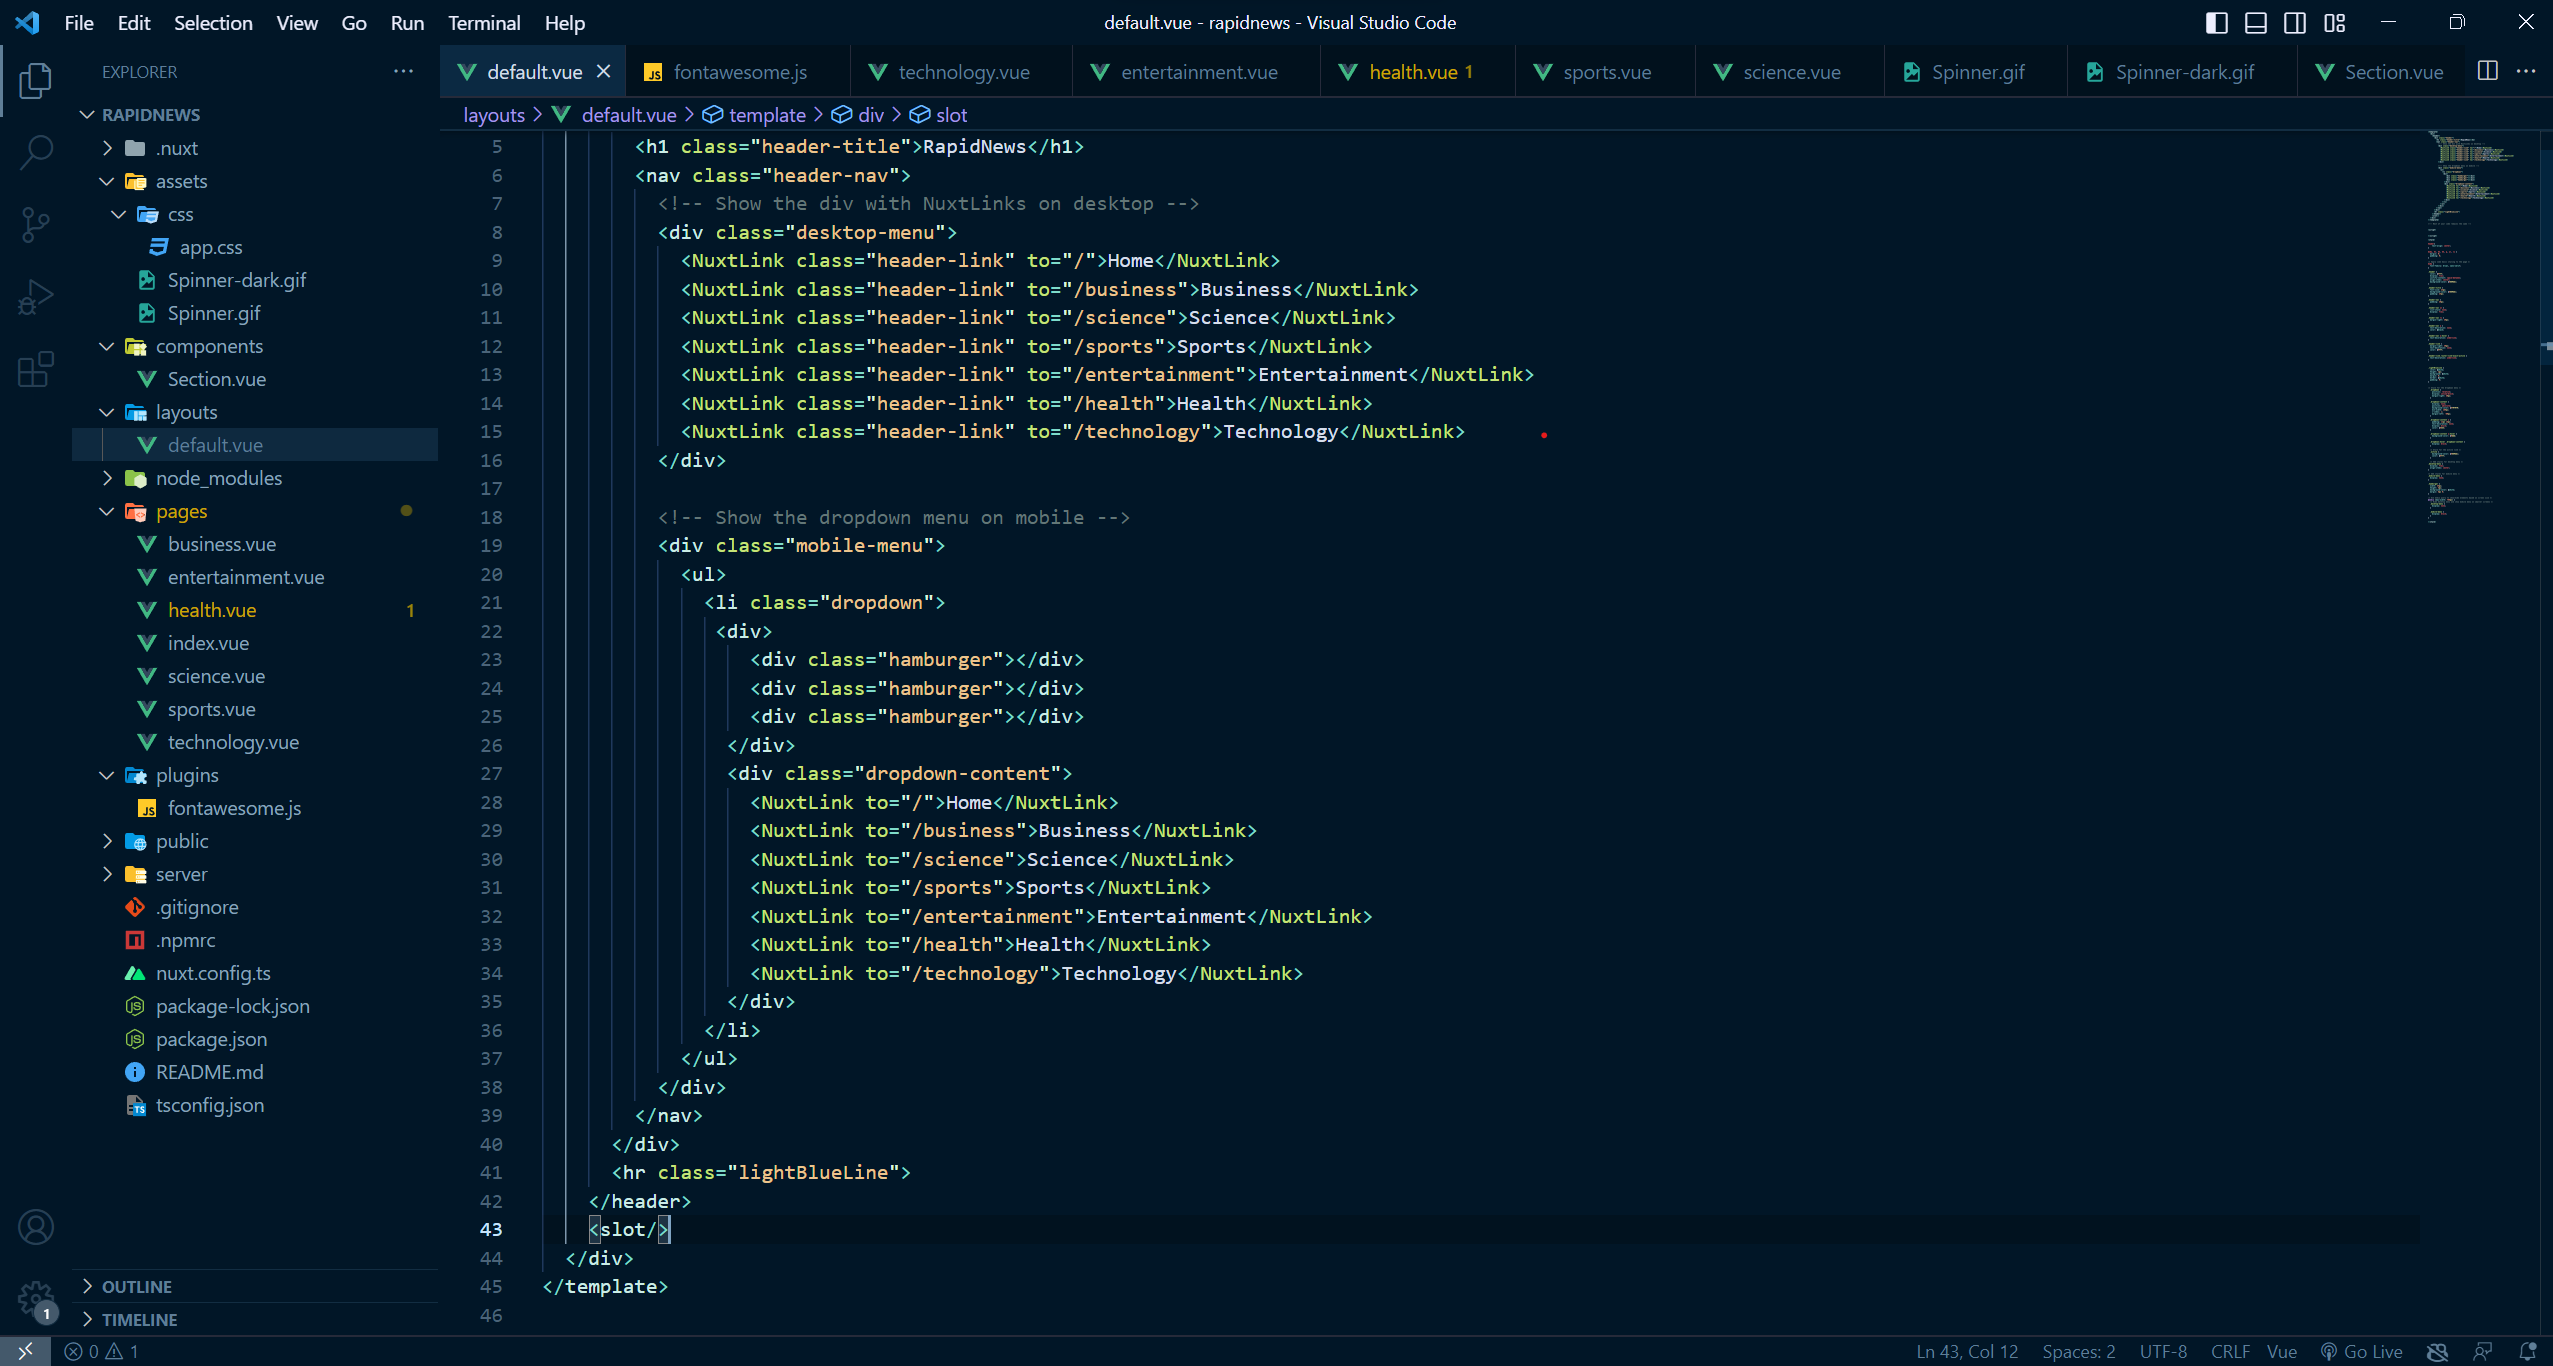 File Edit Selection View Go Run Terminal Help
default.vue - rapidnews - Visual Studio Code
EXPLORER
RAPIDNEWS
.nuxt
assets
css
app.css
Spinner-dark.gif
Spinner.gif
components
Section.vue
layouts
default.vue
node_modules
pages
business.vue
entertainment.vue
health.vue 1
index.vue
science.vue
sports.vue
technology.vue
plugins
fontawesome.js
public
server
.gitignore
.npmrc
nuxt.config.ts
package-lock.json
package.json
README.md
tsconfig.json
OUTLINE
TIMELINE
1
default.vue fontawesome.js technology.vue entertainment.vue health.vue 1 sports.vue science.vue Spinner.gif Spinner-dark.gif Section.vue
layouts > default.vue > template > div > slot
5 <h1 class="header-title">RapidNews</h1>
6 <nav class="header-nav">
7 <!-- Show the div with NuxtLinks on desktop -->
8 <div class="desktop-menu">
9 <NuxtLink class="header-link" to="/">Home</NuxtLink>
10 <NuxtLink class="header-link" to="/business">Business</NuxtLink>
11 <NuxtLink class="header-link" to="/science">Science</NuxtLink>
12 <NuxtLink class="header-link" to="/sports">Sports</NuxtLink>
13 <NuxtLink class="header-link" to="/entertainment">Entertainment</NuxtLink>
14 <NuxtLink class="header-link" to="/health">Health</NuxtLink>
15 <NuxtLink class="header-link" to="/technology">Technology</NuxtLink>
16 </div>
17
18 <!-- Show the dropdown menu on mobile -->
19 <div class="mobile-menu">
20 <ul>
21 <li class="dropdown">
22 <div>
23 <div class="hamburger"></div>
24 <div class="hamburger"></div>
25 <div class="hamburger"></div>
26 </div>
27 <div class="dropdown-content">
28 <NuxtLink to="/">Home</NuxtLink>
29 <NuxtLink to="/business">Business</NuxtLink>
30 <NuxtLink to="/science">Science</NuxtLink>
31 <NuxtLink to="/sports">Sports</NuxtLink>
32 <NuxtLink to="/entertainment">Entertainment</NuxtLink>
33 <NuxtLink to="/health">Health</NuxtLink>
34 <NuxtLink to="/technology">Technology</NuxtLink>
35 </div>
36 </li>
37 </ul>
38 </div>
39 </nav>
40 </div>
41 <hr class="lightBlueLine">
42 </header>
43 <slot/>
44 </div>
45 </template>
46
0 1
Ln 43, Col 12 Spaces: 2 UTF-8 CRLF Vue Go Live